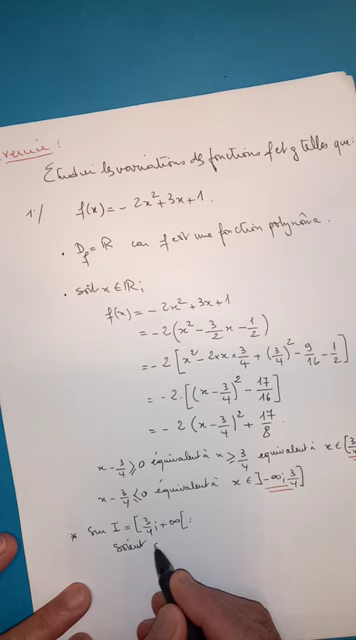 Etudier les variations des fonctions f et g telles que:
1°/ f(x) = - 2x² + 3x + 1.
• D_f = ℝ car f est une fonction polynôme.
• soit x ∈ ℝ;
f(x) = - 2x² + 3x + 1
= - 2 (x² - 3/2 x - 1/2)
= - 2 [x² - 2 × x × 3/4 + (3/4)² - 9/16 - 1/2]
= - 2 · [(x - 3/4)² - 17/16]
= - 2 (x - 3/4)² + 17/8
x - 3/4 ⩾ 0 équivalent à x ⩾ 3/4 équivalent à x ∈ [3/4
x - 3/4 ⩽ 0 équivalent à x ∈ ]-∞; 3/4]
* sur I = [3/4; +∞[:
soient